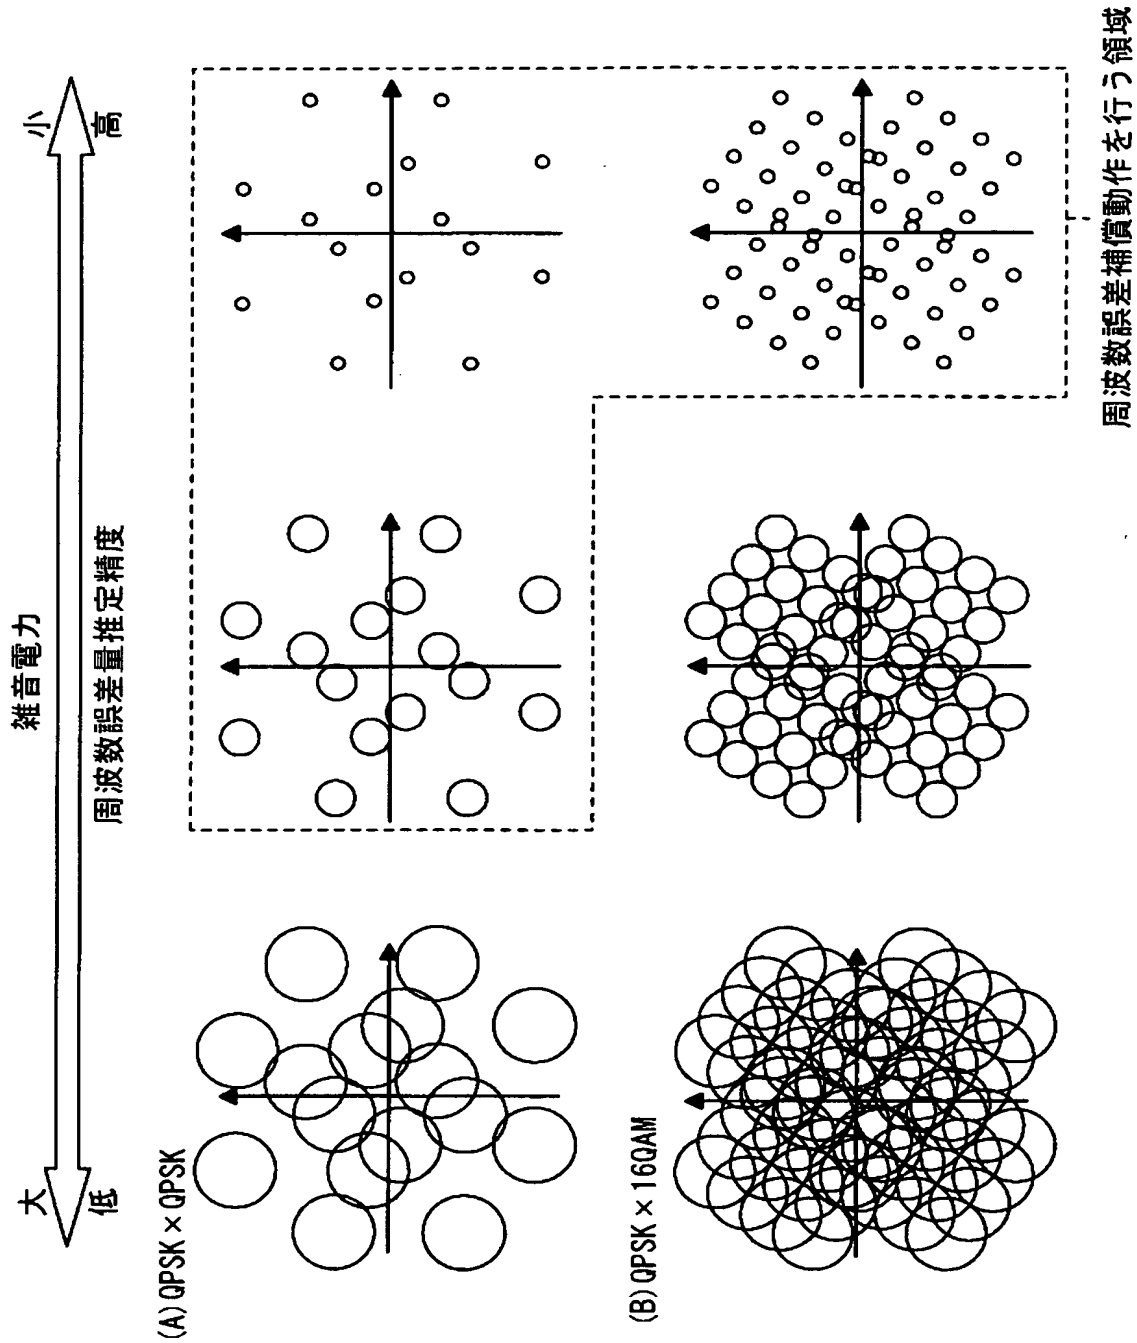 雑音電力
大
小
低
高
周波数誤差量推定精度
(A) QPSK × QPSK
(B) QPSK × 16QAM
周波数誤差補償動作を行う領域